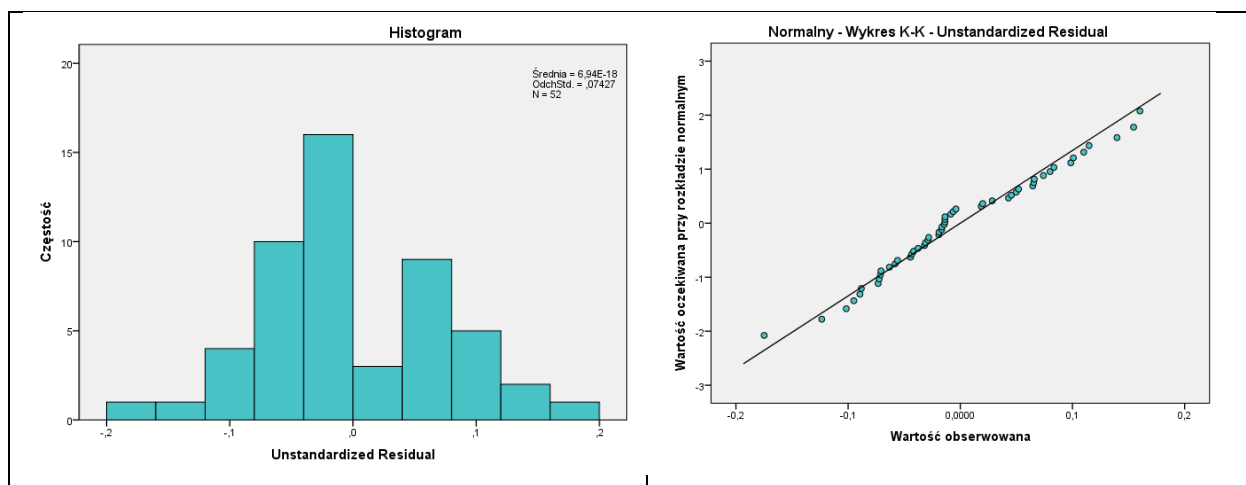 Histogram
Średnia = 6,94E-18
OdchStd. = ,07427
N = 52
Częstość
20
15
10
5
0
-,2
-,1
,0
,1
,2
Unstandardized Residual
Normalny - Wykres K-K - Unstandardized Residual
Wartość oczekiwana przy rozkładzie normalnym
3
2
1
0
-1
-2
-3
-0,2
-0,1
0,0000
0,1
0,2
Wartość obserwowana